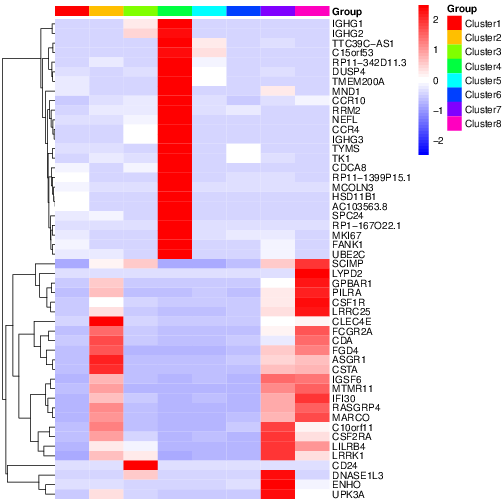 Group
IGHG1
IGHG2
TTC39C-AS1
C15orf53
RP11-342D11.3
DUSP4
TMEM200A
MND1
CCR10
RRM2
NEFL
CCR4
IGHG3
TYMS
TK1
CDCA8
RP11-1399P15.1
MCOLN3
HSD11B1
AC103563.8
SPC24
RP1-167O22.1
MKI67
FANK1
UBE2C
SCIMP
LYPD2
GPBAR1
PILRA
CSF1R
LRRC25
CLEC4E
FCGR2A
CDA
FGD4
ASGR1
CSTA
IGSF6
MTMR11
IFI30
RASGRP4
MARCO
C10orf11
CSF2RA
LILRB4
LRRK1
CD24
DNASE1L3
ENHO
UPK3A
2
1
0
−1
−2
Group
Cluster1
Cluster2
Cluster3
Cluster4
Cluster5
Cluster6
Cluster7
Cluster8